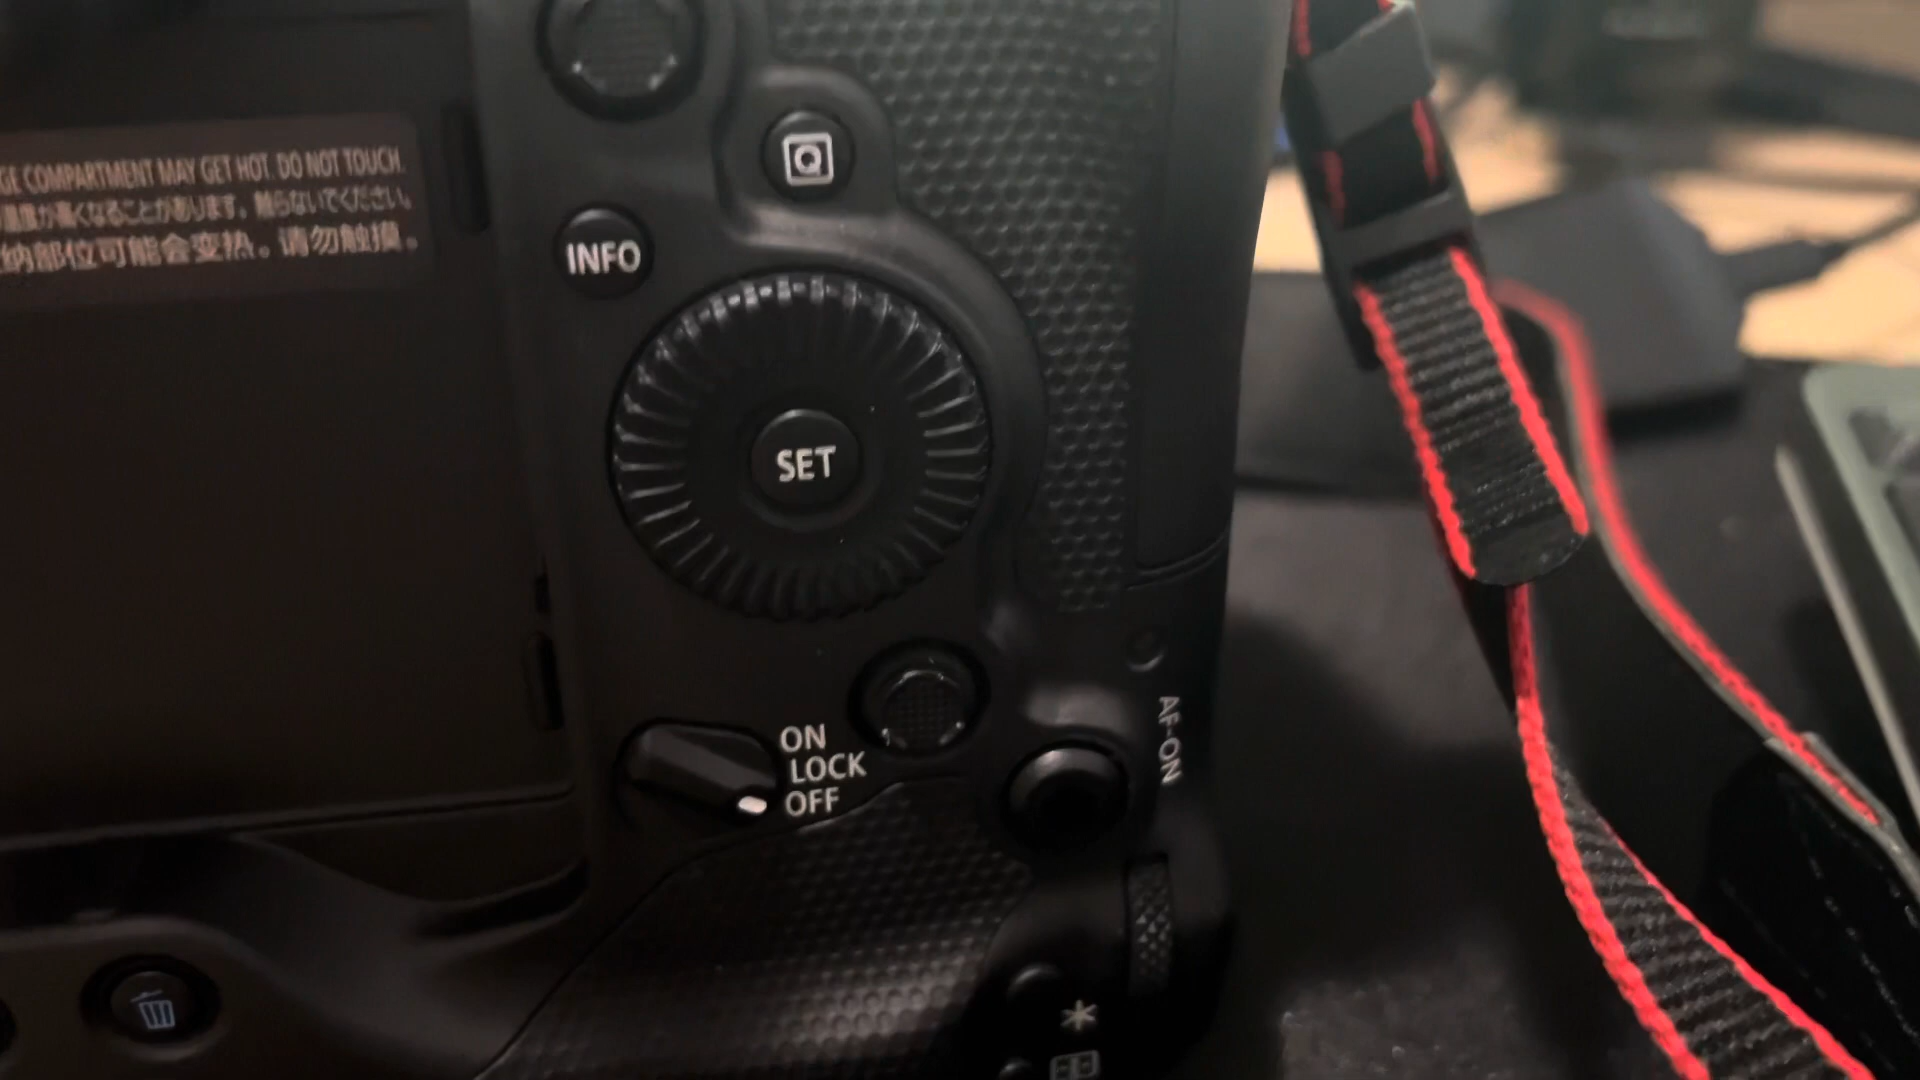 GE COMPARTMENT MAY GET HOT. DO NOT TOUCH.
温度が高くなることがあります。触らないでください。
纳部位可能会变热。请勿触摸。
Q
INFO
SET
ON
LOCK
OFF
AF-ON